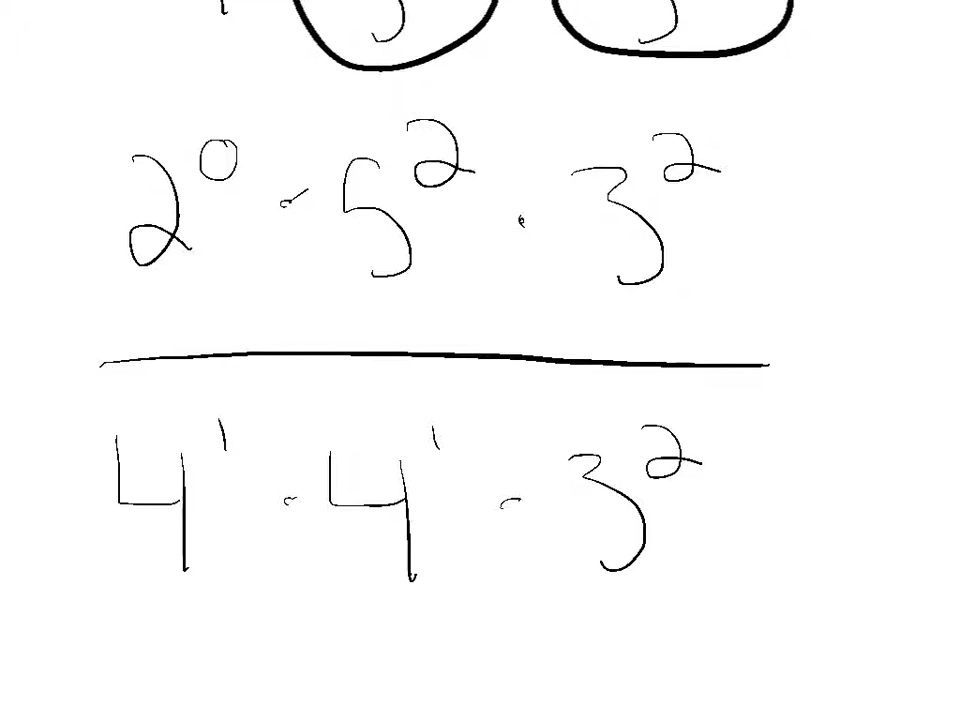 2⁰ · 5² · 3²
4¹ · 4¹ · 3²